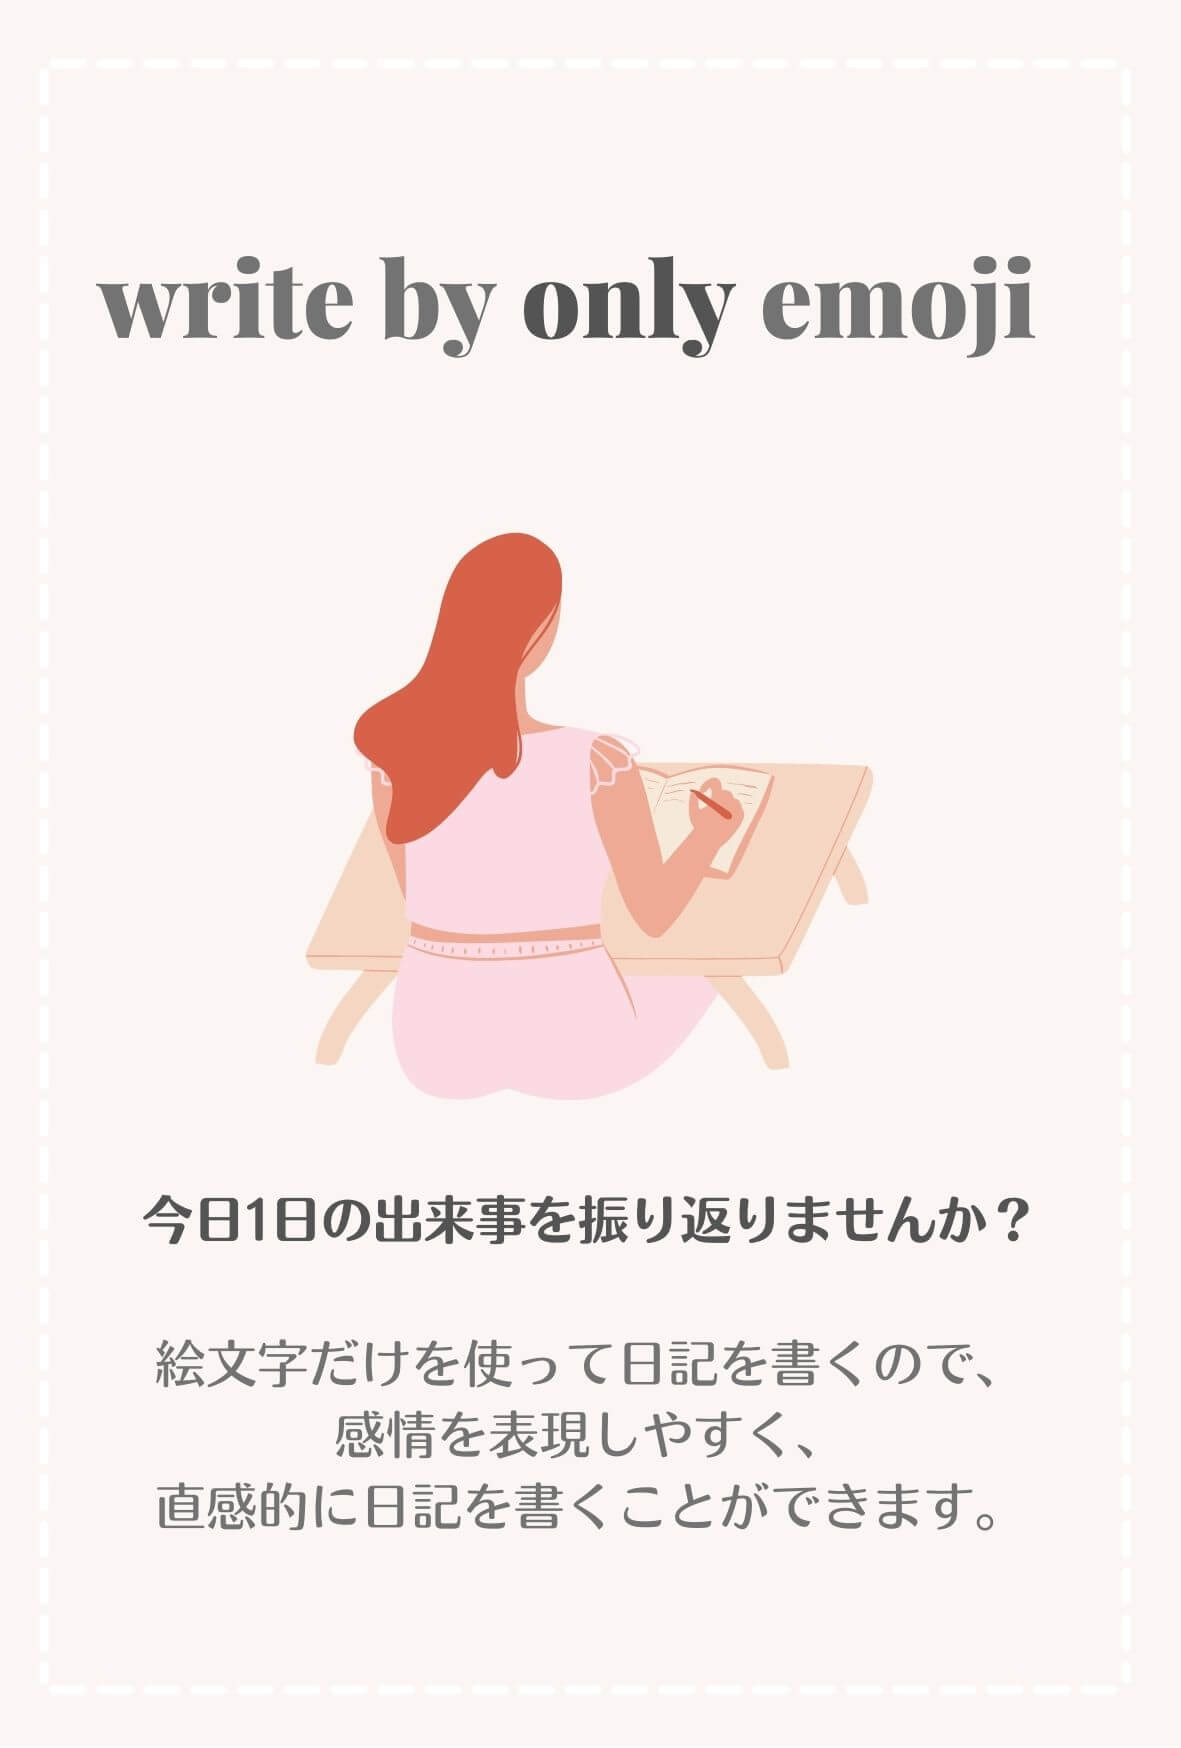 write by only emoji
今日1日の出来事を振り返りませんか？
絵文字だけを使って日記を書くので、
感情を表現しやすく、
直感的に日記を書くことができます。